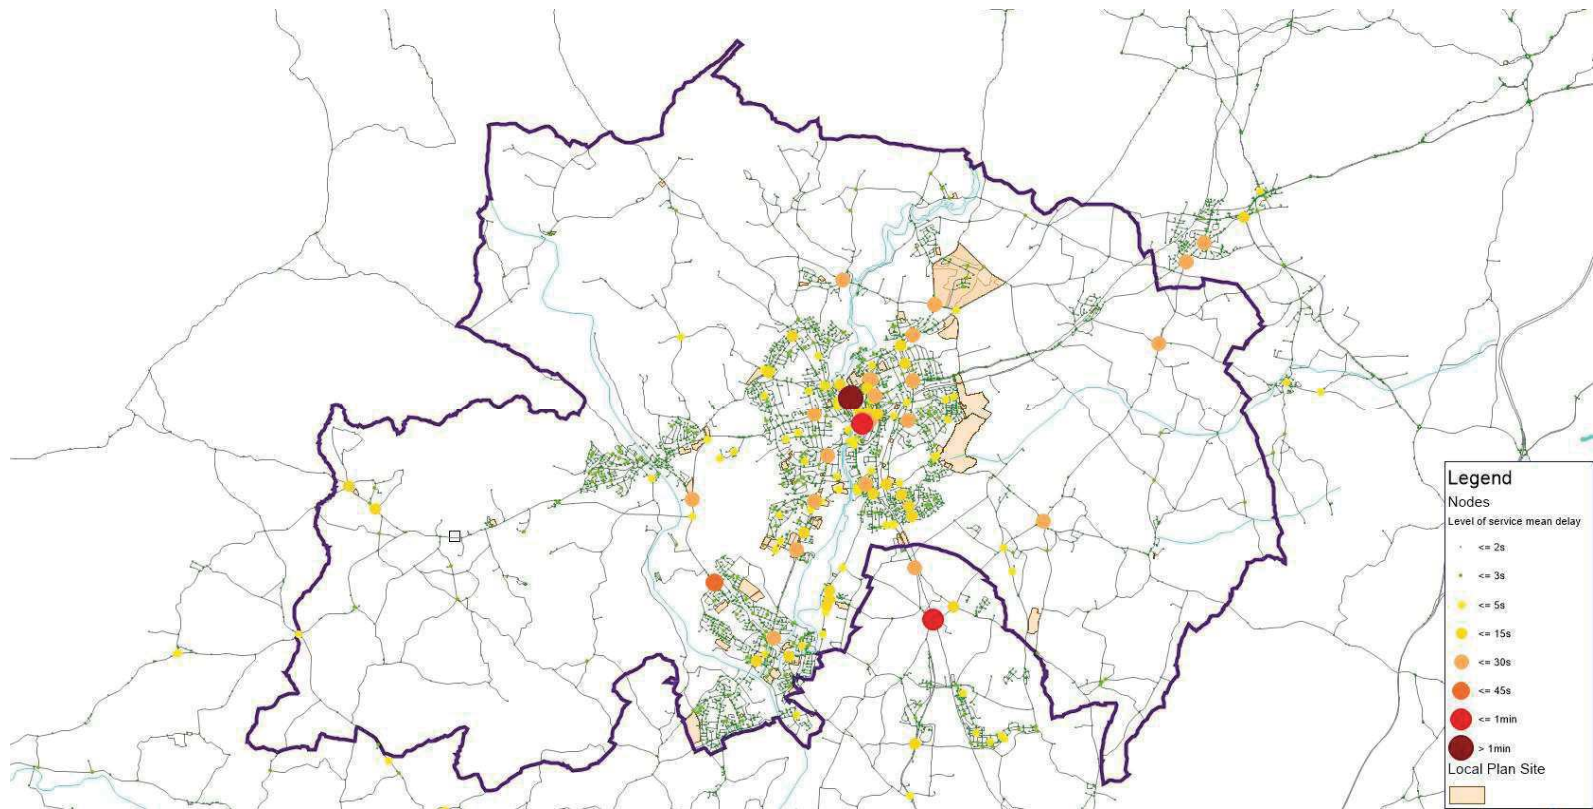 Legend
Nodes
Level of service mean delay
<= 2s
<= 3s
<= 5s
<= 15s
<= 30s
<= 45s
<= 1min
> 1min
Local Plan Site